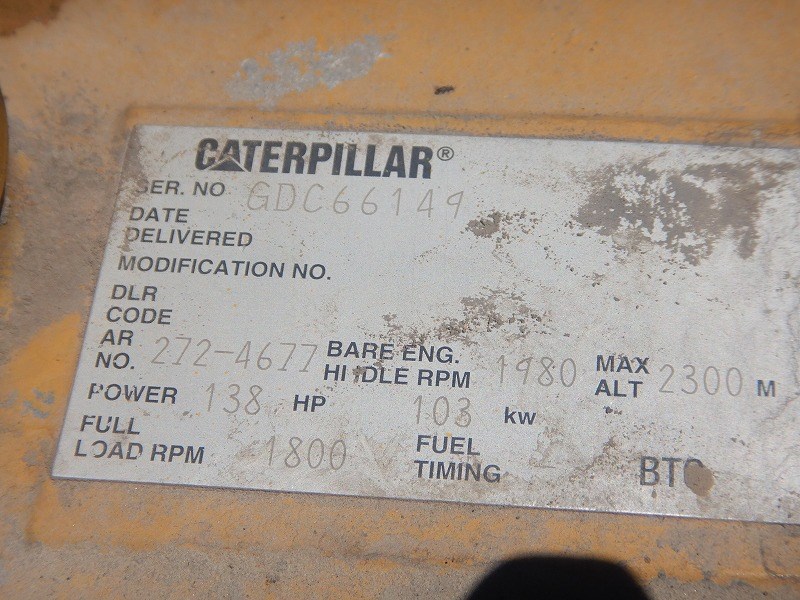 CATERPILLAR®
SER. NO GDC66149
DATE
DELIVERED
MODIFICATION NO.
DLR
CODE
AR
NO. 272-4677
BARE ENG.
HI IDLE RPM 1980
MAX
ALT 2300 M
POWER 138 HP 103 kw
FULL
LOAD RPM 1800
FUEL
TIMING - BTC